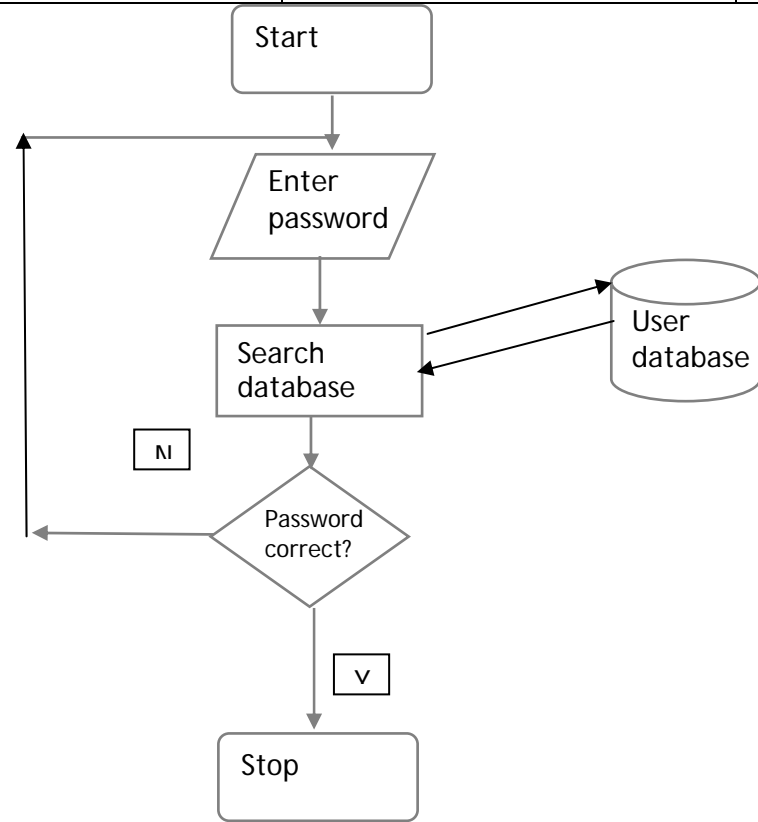 Start
Enter
password
Search
database
User
database
N
Password
correct?
Stop